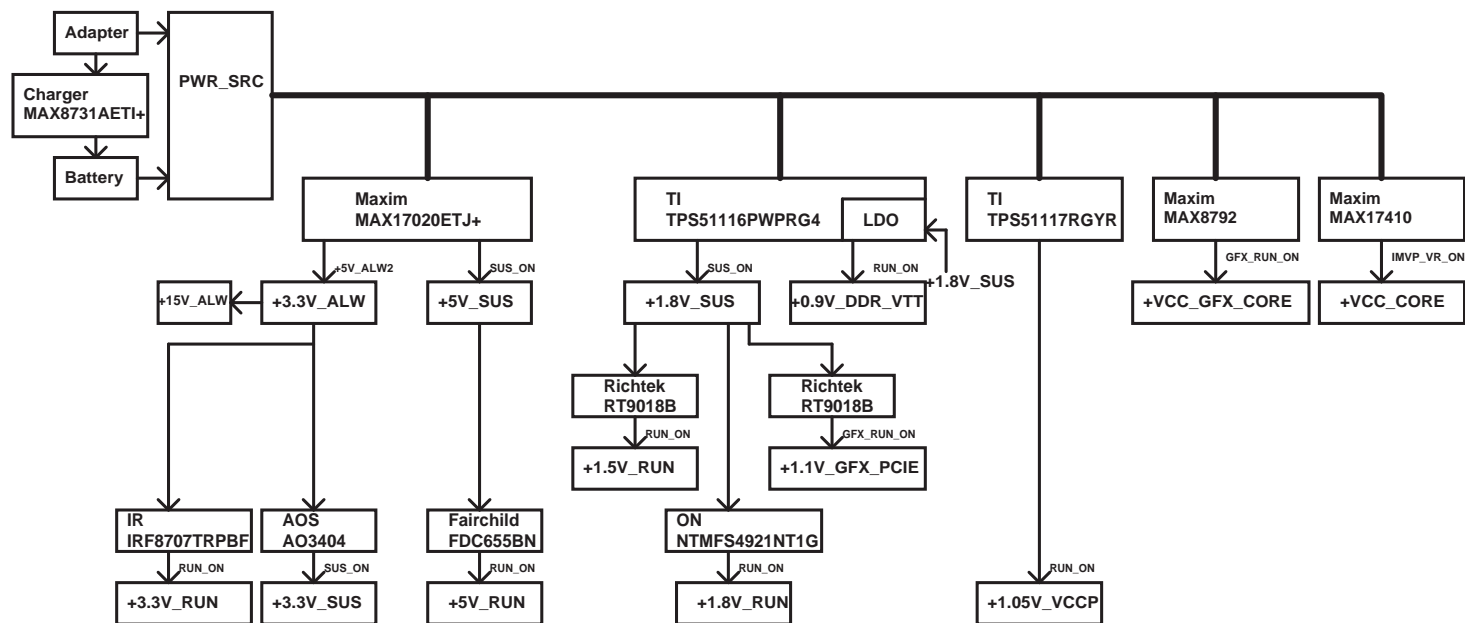 Adapter
PWR_SRC
Charger
MAX8731AETI+
Battery
Maxim
MAX17020ETJ+
TI
TPS51116PWPRG4
LDO
TI
TPS51117RGYR
Maxim
MAX8792
Maxim
MAX17410
+5V_ALW2
SUS_ON
SUS_ON
RUN_ON
+1.8V_SUS
GFX_RUN_ON
IMVP_VR_ON
+15V_ALW
+3.3V_ALW
+5V_SUS
+1.8V_SUS
+0.9V_DDR_VTT
+VCC_GFX_CORE
+VCC_CORE
Richtek
RT9018B
Richtek
RT9018B
RUN_ON
GFX_RUN_ON
+1.5V_RUN
+1.1V_GFX_PCIE
IR
IRF8707TRPBF
AOS
AO3404
Fairchild
FDC655BN
ON
NTMFS4921NT1G
RUN_ON
SUS_ON
RUN_ON
RUN_ON
RUN_ON
+3.3V_RUN
+3.3V_SUS
+5V_RUN
+1.8V_RUN
+1.05V_VCCP